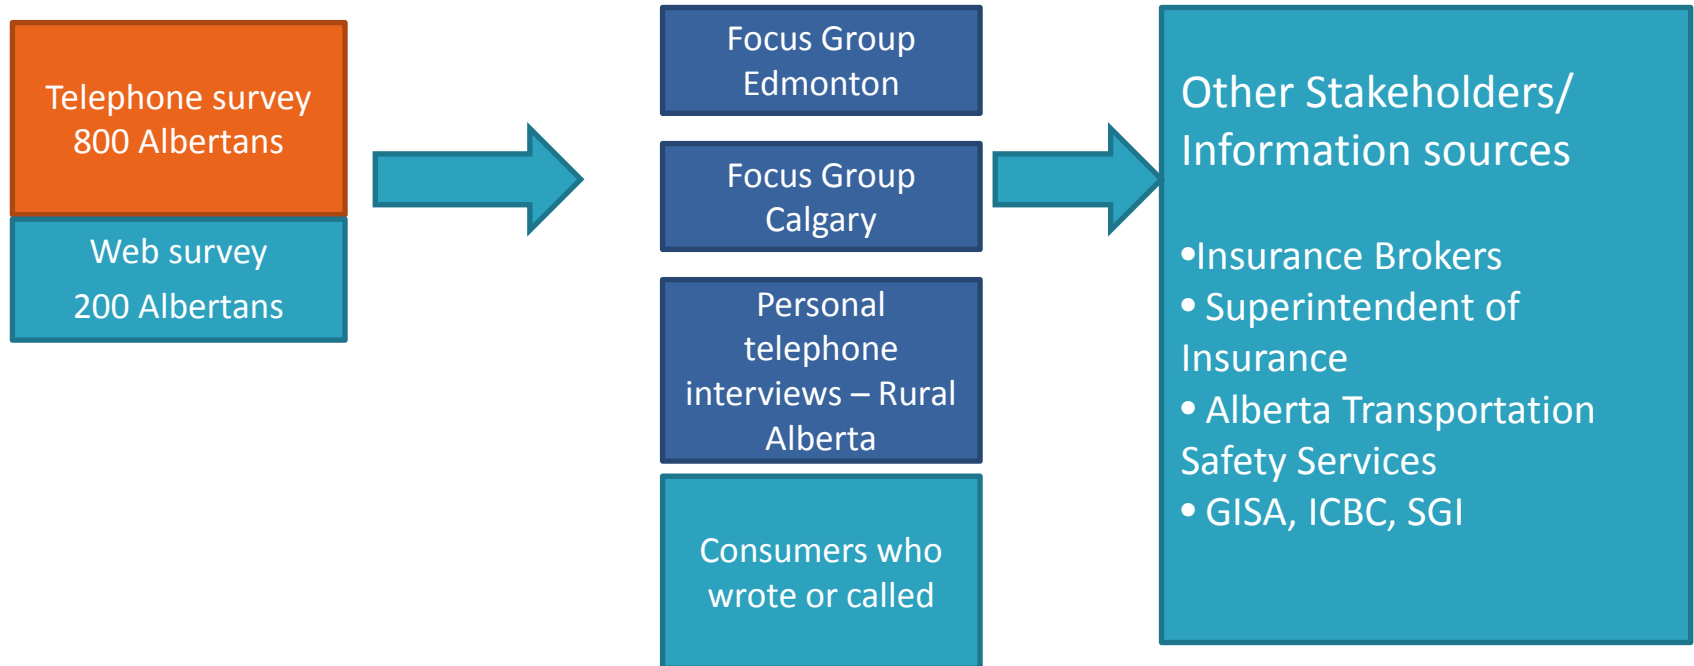 Telephone survey
800 Albertans
Web survey
200 Albertans
Focus Group
Edmonton
Focus Group
Calgary
Personal
telephone
interviews – Rural
Alberta
Consumers who
wrote or called
Other Stakeholders/
Information sources
•Insurance Brokers
• Superintendent of
Insurance
• Alberta Transportation
Safety Services
• GISA, ICBC, SGI